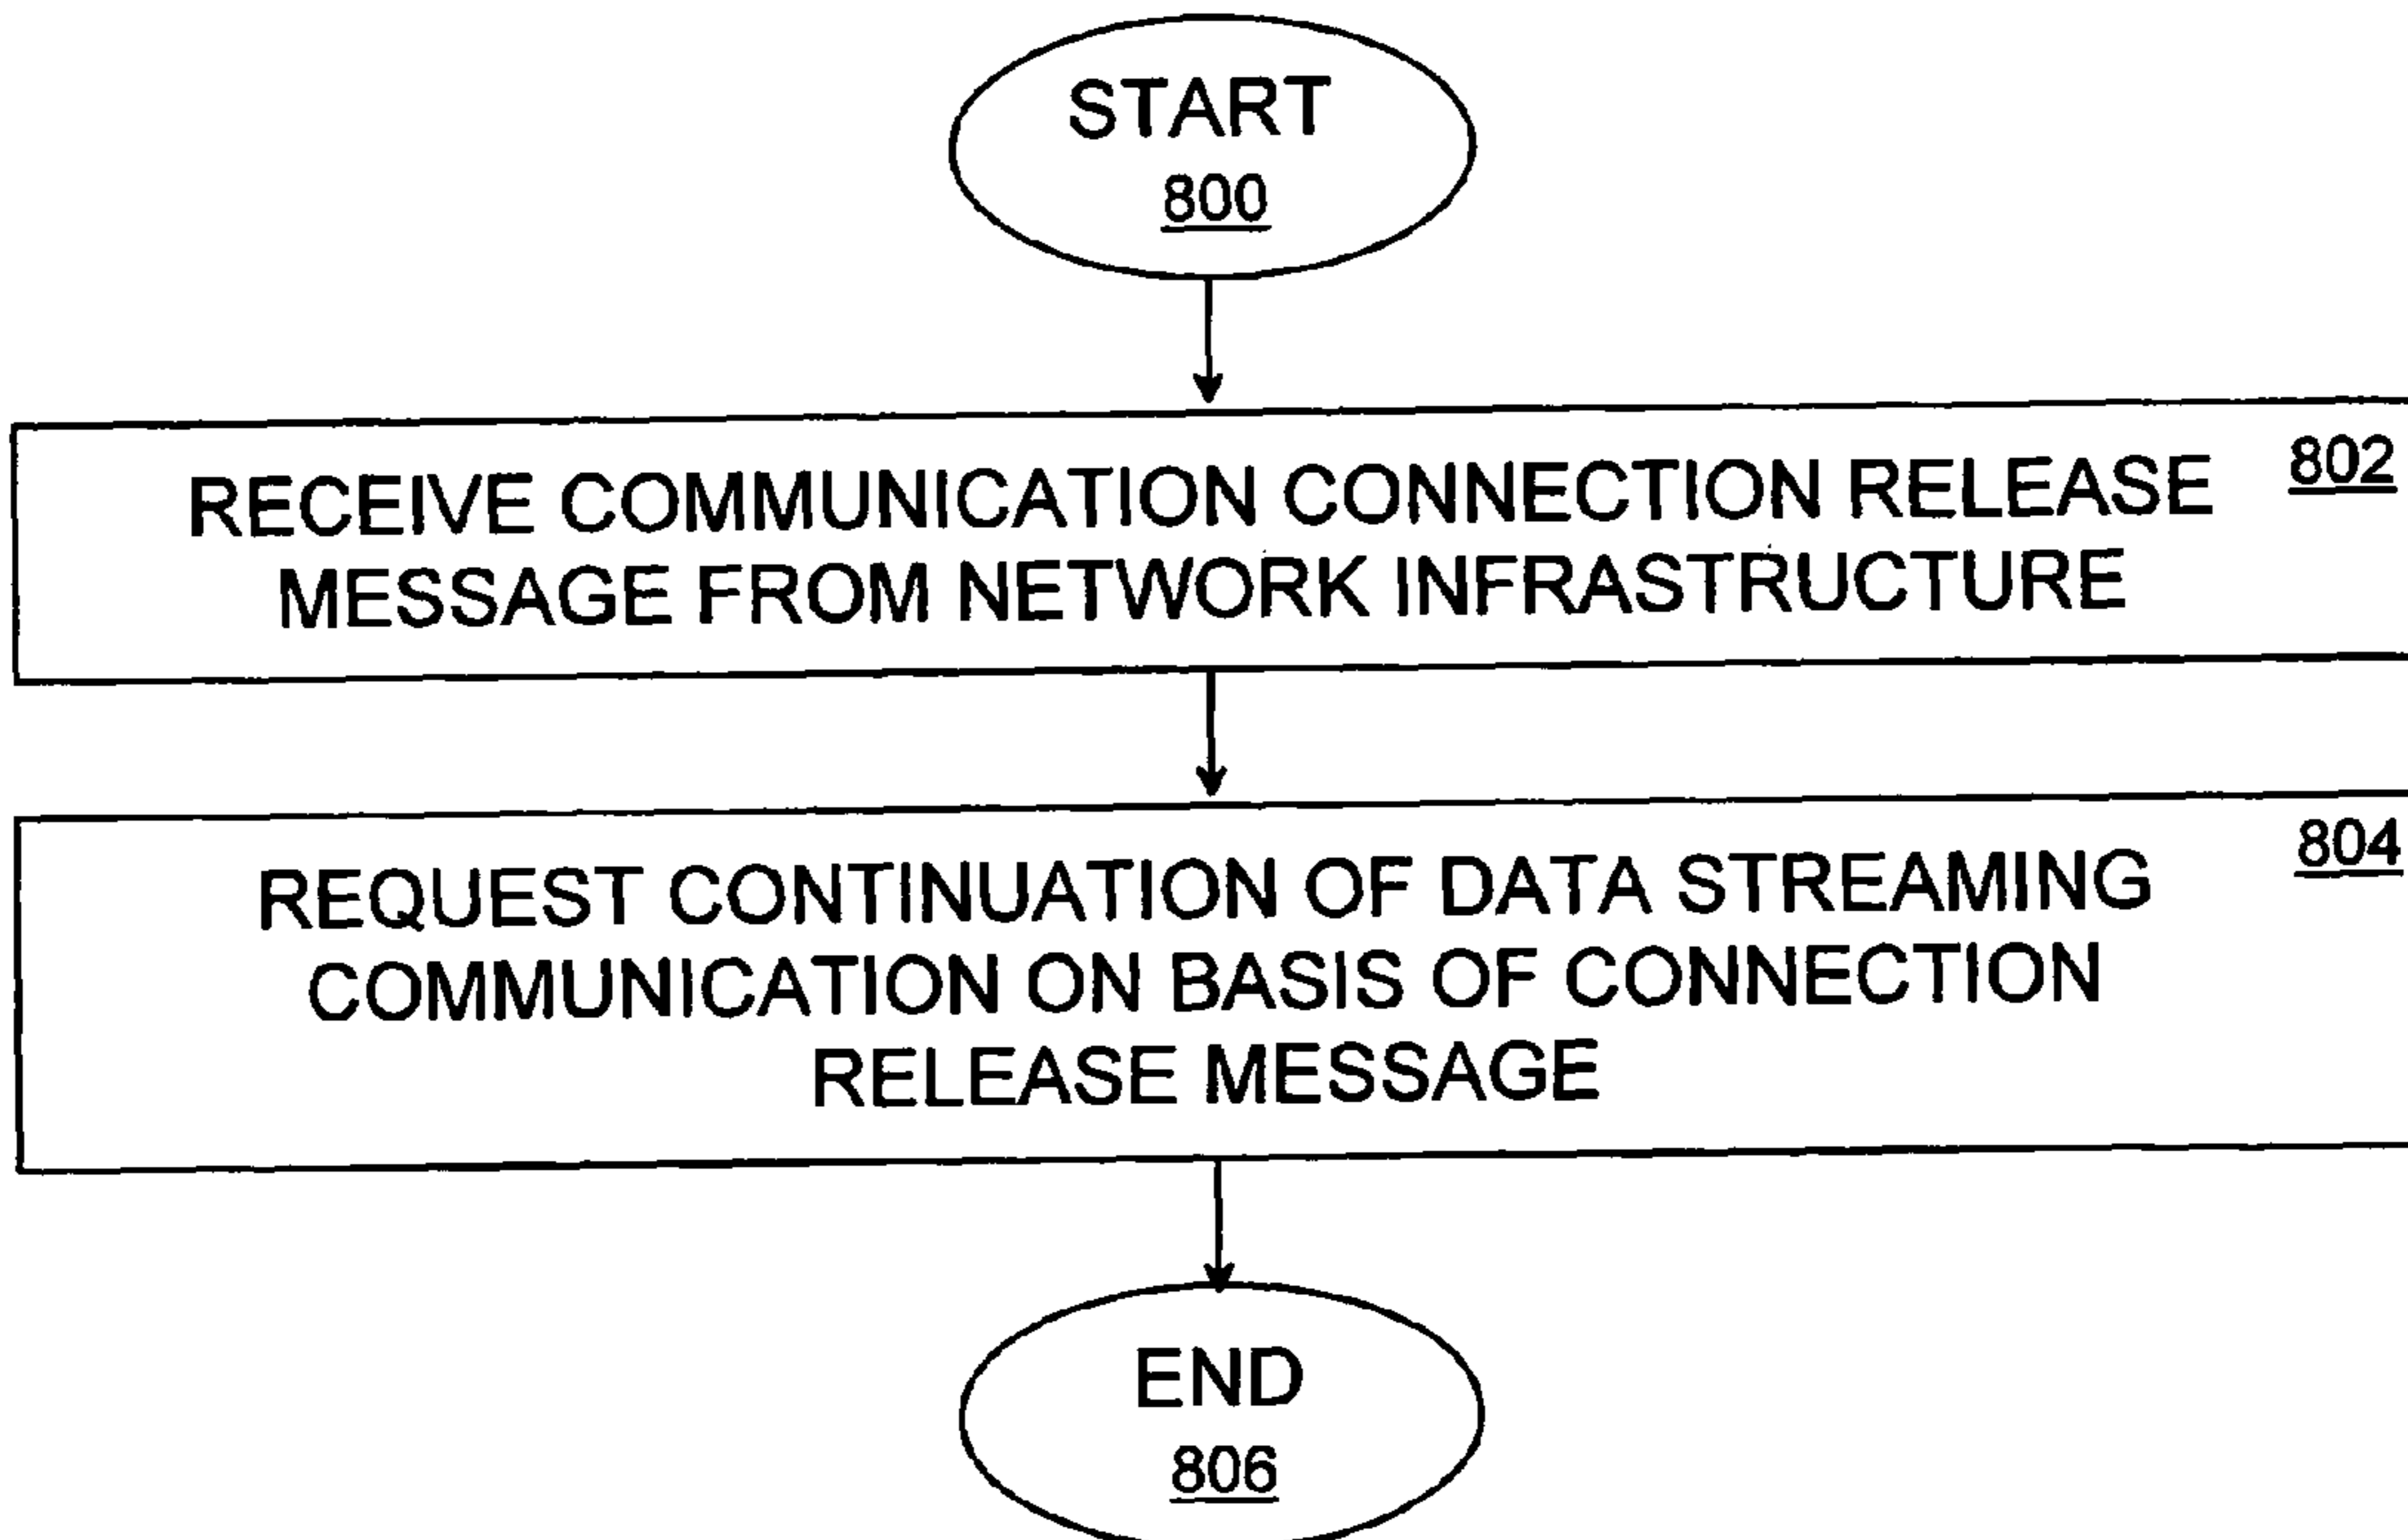 START
800
802
RECEIVE COMMUNICATION CONNECTION RELEASE
MESSAGE FROM NETWORK INFRASTRUCTURE
804
REQUEST CONTINUATION OF DATA STREAMING
COMMUNICATION ON BASIS OF CONNECTION
RELEASE MESSAGE
END
806